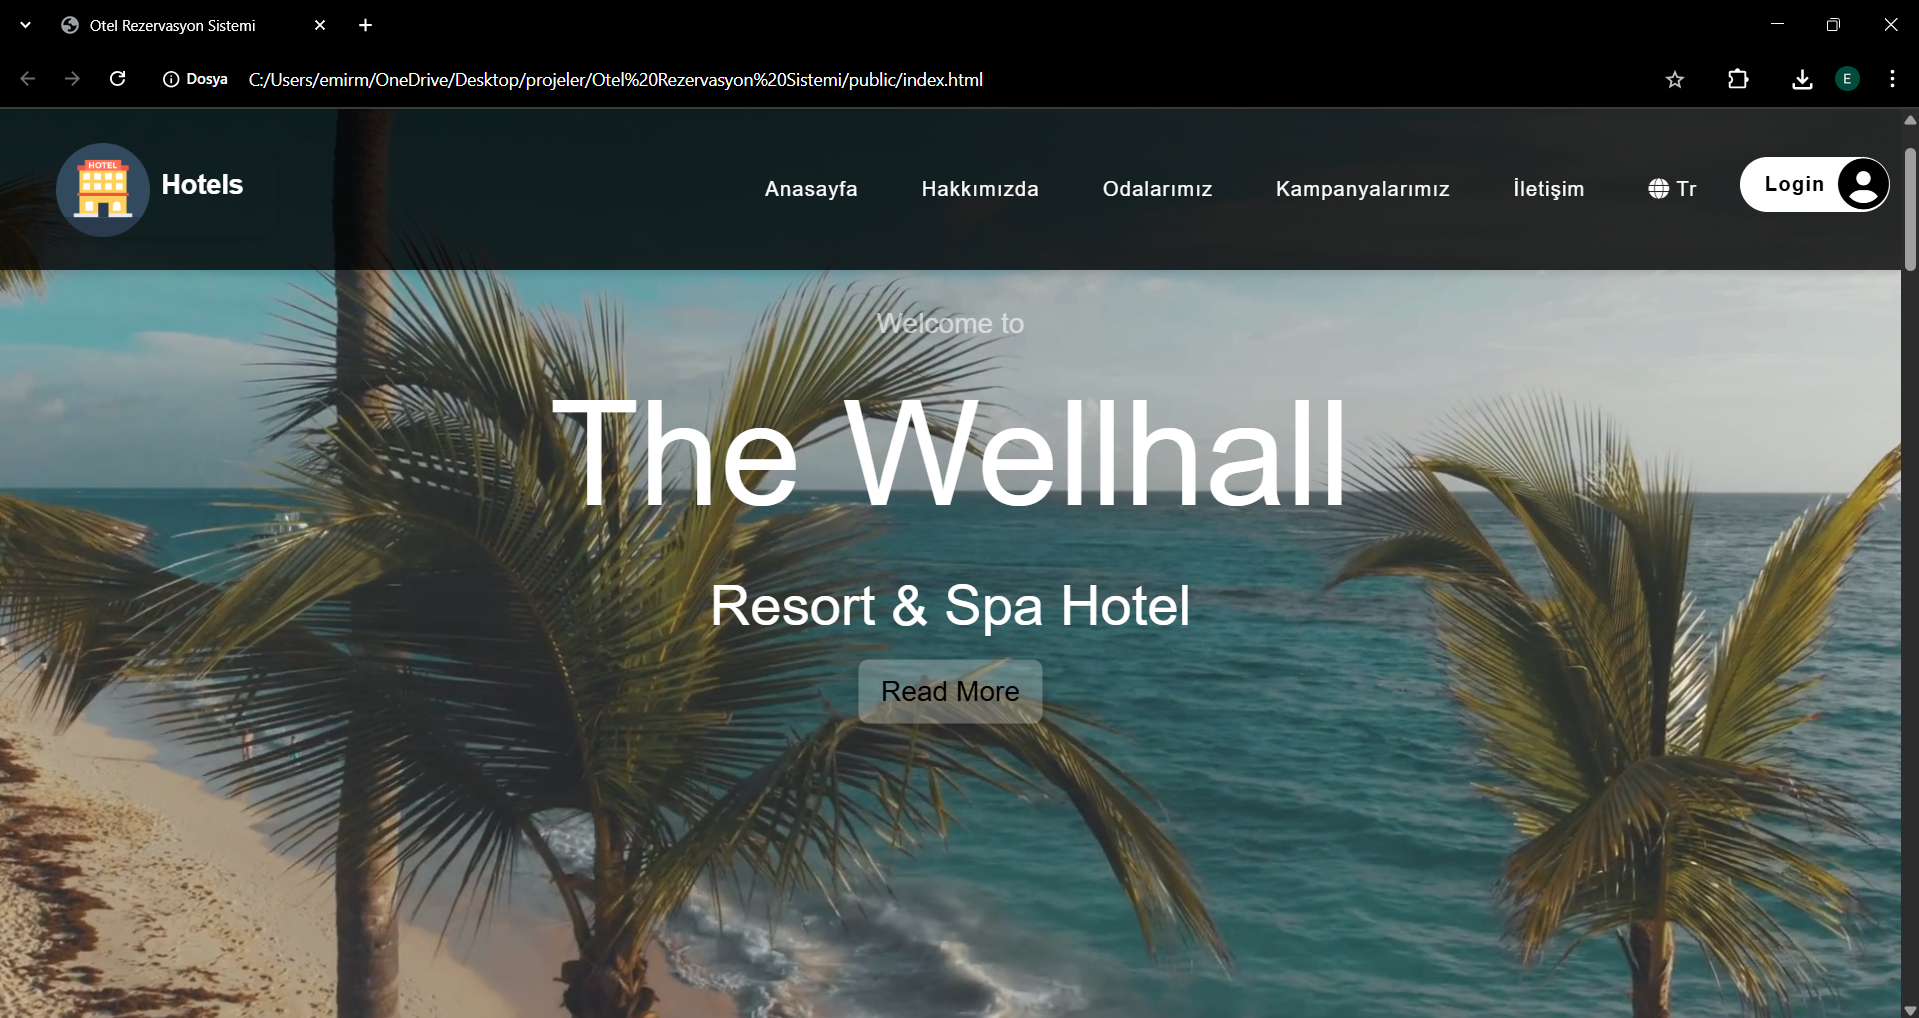 Otel Rezervasyon Sistemi
Dosya C:/Users/emirm/OneDrive/Desktop/projeler/Otel%20Rezervasyon%20Sistemi/public/index.html
E
HOTEL
Hotels
Anasayfa Hakkımızda Odalarımız Kampanyalarımız İletişim Tr Login
Welcome to
The Wellhall
Resort & Spa Hotel
Read More